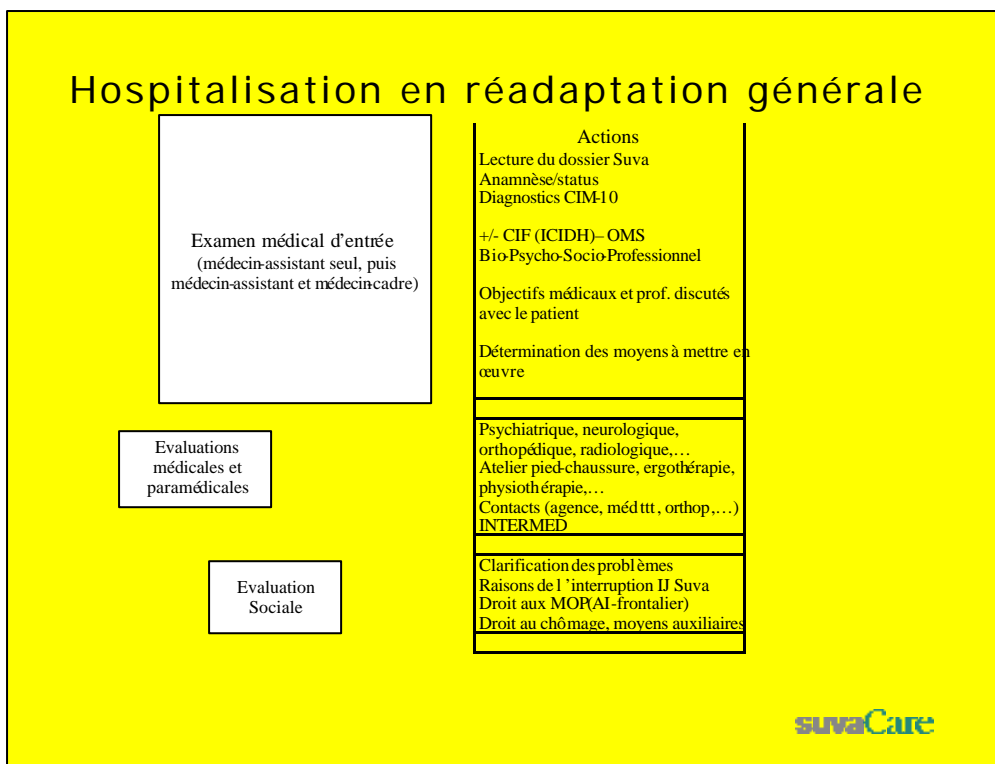 Hospitalisation en réadaptation générale
Examen médical d'entrée
(médecin-assistant seul, puis
médecin-assistant et médecin-cadre)
Actions
Lecture du dossier Suva
Anamnèse/status
Diagnostics CIM-10
+/- CIF (ICIDH)– OMS
Bio-Psycho-Socio-Professionnel
Objectifs médicaux et prof. discutés
avec le patient
Détermination des moyens à mettre en
œuvre
Evaluations
médicales et
paramédicales
Psychiatrique, neurologique,
orthopédique, radiologique,…
Atelier pied-chaussure, ergothérapie,
physiothérapie,…
Contacts (agence, méd ttt , orthop,…)
INTERMED
Evaluation
Sociale
Clarification des problèmes
Raisons de l ’interruption IJ Suva
Droit aux MOP(AI-frontalier)
Droit au chômage, moyens auxiliaires
suvaCare